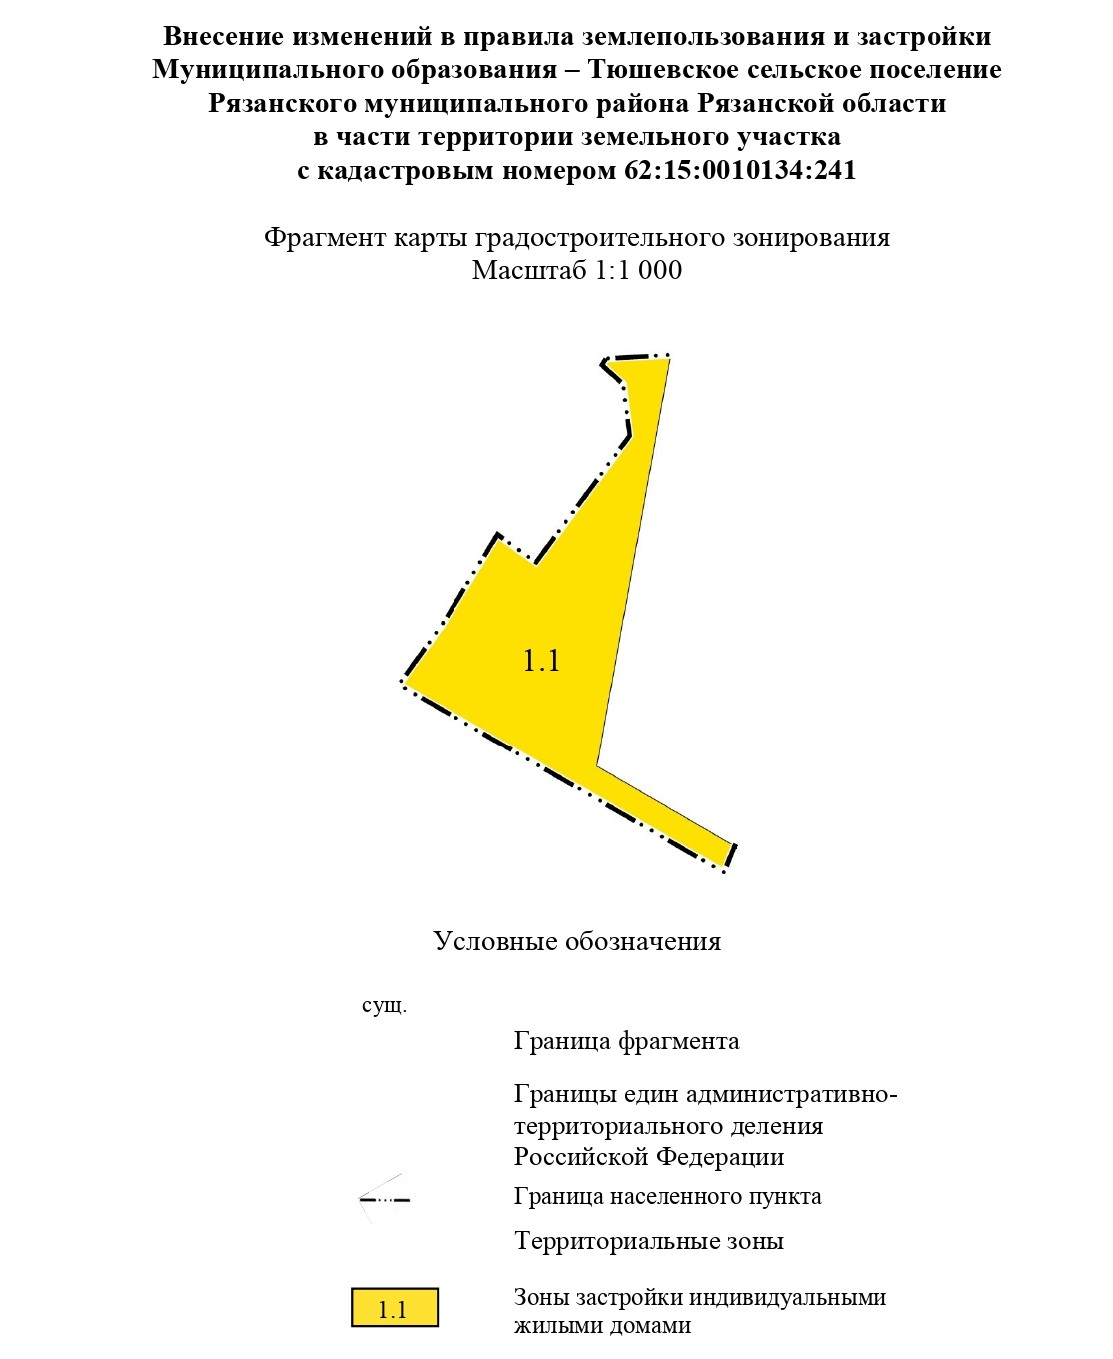 Внесение изменений в правила землепользования и застройки
Муниципального образования – Тюшевское сельское поселение
Рязанского муниципального района Рязанской области
в части территории земельного участка
с кадастровым номером 62:15:0010134:241
Фрагмент карты градостроительного зонирования
Масштаб 1:1 000
1.1
Условные обозначения
сущ.
Граница фрагмента
Границы един административно-
территориального деления
Российской Федерации
Граница населенного пункта
Территориальные зоны
1.1
Зоны застройки индивидуальными
жилыми домами